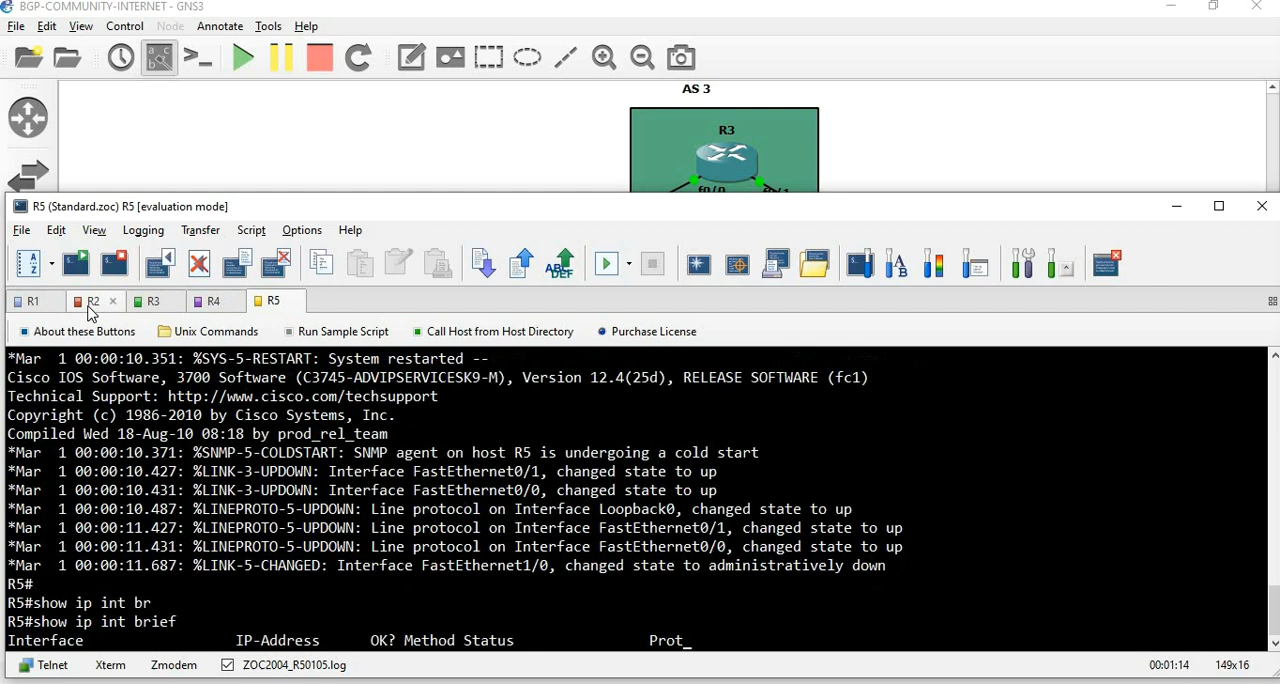 BGP-COMMUNITY-INTERNET - GNS3
File Edit View Control Node Annotate Tools Help
AS 3
R3
R5 (Standard.zoc) R5 [evaluation mode]
File Edit View Logging Transfer Script Options Help
R1 R2 R3 R4 R5
About these Buttons Unix Commands Run Sample Script Call Host from Host Directory Purchase License
*Mar 1 00:00:10.351: %SYS-5-RESTART: System restarted --
Cisco IOS Software, 3700 Software (C3745-ADVIPSERVICESK9-M), Version 12.4(25d), RELEASE SOFTWARE (fc1)
Technical Support: http://www.cisco.com/techsupport
Copyright (c) 1986-2010 by Cisco Systems, Inc.
Compiled Wed 18-Aug-10 08:18 by prod_rel_team
*Mar 1 00:00:10.371: %SNMP-5-COLDSTART: SNMP agent on host R5 is undergoing a cold start
*Mar 1 00:00:10.427: %LINK-3-UPDOWN: Interface FastEthernet0/1, changed state to up
*Mar 1 00:00:10.431: %LINK-3-UPDOWN: Interface FastEthernet0/0, changed state to up
*Mar 1 00:00:10.487: %LINEPROTO-5-UPDOWN: Line protocol on Interface Loopback0, changed state to up
*Mar 1 00:00:11.427: %LINEPROTO-5-UPDOWN: Line protocol on Interface FastEthernet0/1, changed state to up
*Mar 1 00:00:11.431: %LINEPROTO-5-UPDOWN: Line protocol on Interface FastEthernet0/0, changed state to up
*Mar 1 00:00:11.687: %LINK-5-CHANGED: Interface FastEthernet1/0, changed state to administratively down
R5#
R5#show ip int br
R5#show ip int brief
Interface IP-Address OK? Method Status Prot_
Telnet Xterm Zmodem ZOC2004_R50105.log 00:01:14 149x16